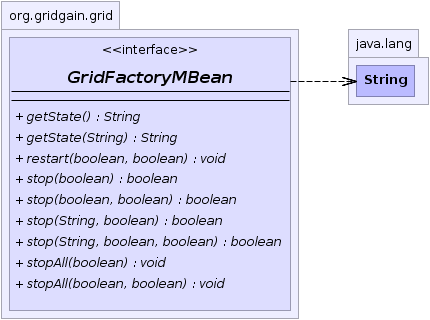 org.gridgain.grid
<<interface>>
GridFactoryMBean
+ getState() : String
+ getState(String) : String
+ restart(boolean, boolean) : void
+ stop(boolean) : boolean
+ stop(boolean, boolean) : boolean
+ stop(String, boolean) : boolean
+ stop(String, boolean, boolean) : boolean
+ stopAll(boolean) : void
+ stopAll(boolean, boolean) : void
java.lang
String